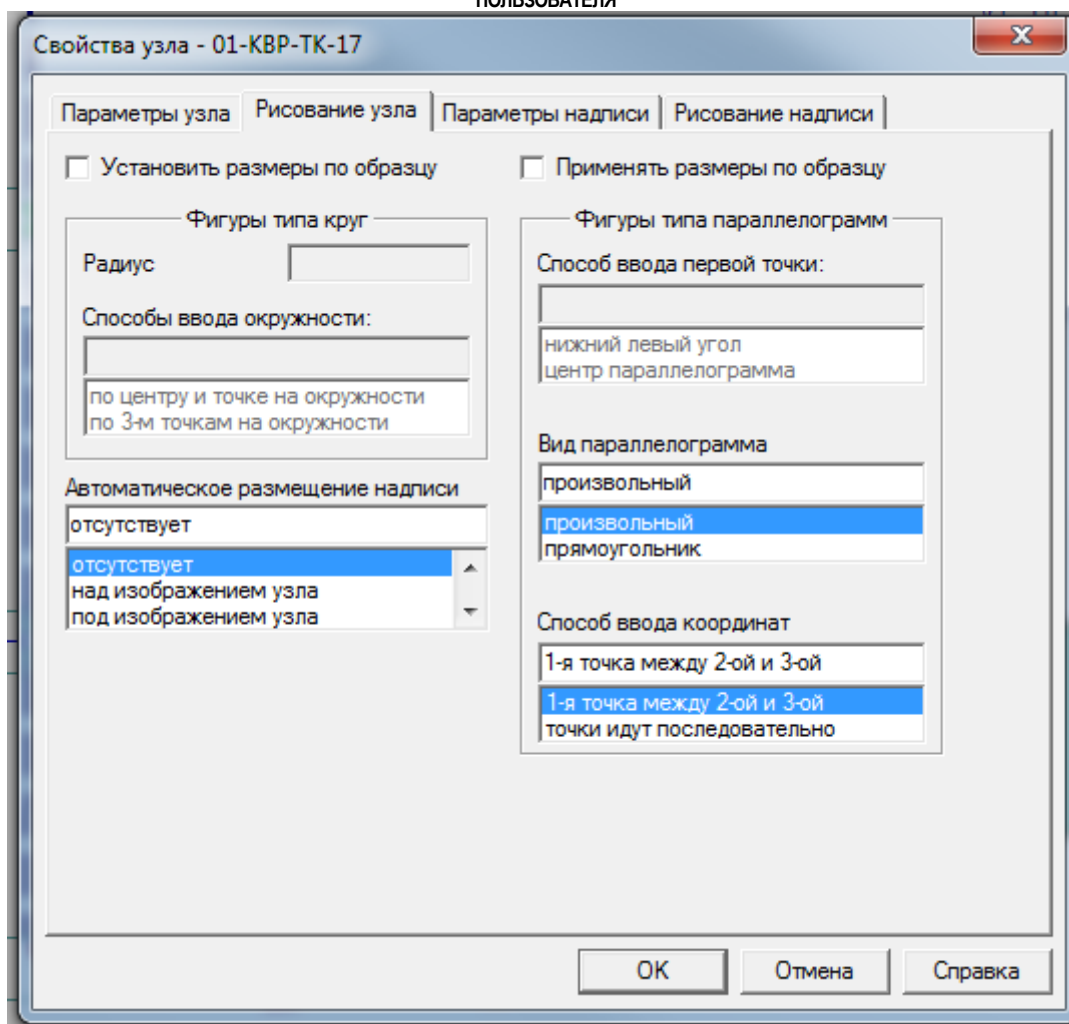 ПОЛЬЗОВАТЕЛЯ
Свойства узла - 01-КВР-ТК-17
Параметры узла Рисование узла Параметры надписи Рисование надписи
Установить размеры по образцу
Применять размеры по образцу
Фигуры типа круг
Радиус
Способы ввода окружности:
по центру и точке на окружности
по 3-м точкам на окружности
Автоматическое размещение надписи
отсутствует
отсутствует
над изображением узла
под изображением узла
Фигуры типа параллелограмм
Способ ввода первой точки:
нижний левый угол
центр параллелограмма
Вид параллелограмма
произвольный
произвольный
прямоугольник
Способ ввода координат
1-я точка между 2-ой и 3-ой
1-я точка между 2-ой и 3-ой
точки идут последовательно
OK Отмена Справка